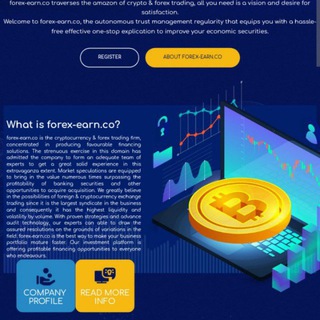 forex-earn.co traverses the amazon of crypto & forex trading, all you need is a vision and desire for
satisfaction.
Welcome to forex-earn.co, the autonomous trust management regularity that equips you with a hassle-
free effective one-stop explication to improve your economic securities.
REGISTER
ABOUT FOREX-EARN.CO
What is forex-earn.co?
forex-earn.co is the cryptocurrency & forex trading firm,
concentrated in producing favourable financing
solutions. The strenuous exercise in this domain has
admitted the company to form an adequate team of
experts to get a great solid experience in this
extravaganza extent. Market speculations are equipped
to bring in the value numerous times surpassing the
profitability of banking securities and other
opportunities to acquire acquisition. We greatly believe
in the possibilities of foreign & cryptocurrency exchange
trading since it is the largest syndicate in the business
and consequently it has the highest liquidity and
volatility by volume. With proven strategies and advance
audit technology, our experts can able to draw the
assured resolutions on the grounds of variations in the
field. forex-earn.co is the best way to make your business
portfolio mature faster. Our investment platform is
offering profitable opportunities to everyone
who endeavours.
COMPANY
PROFILE
READ MORE
INFO